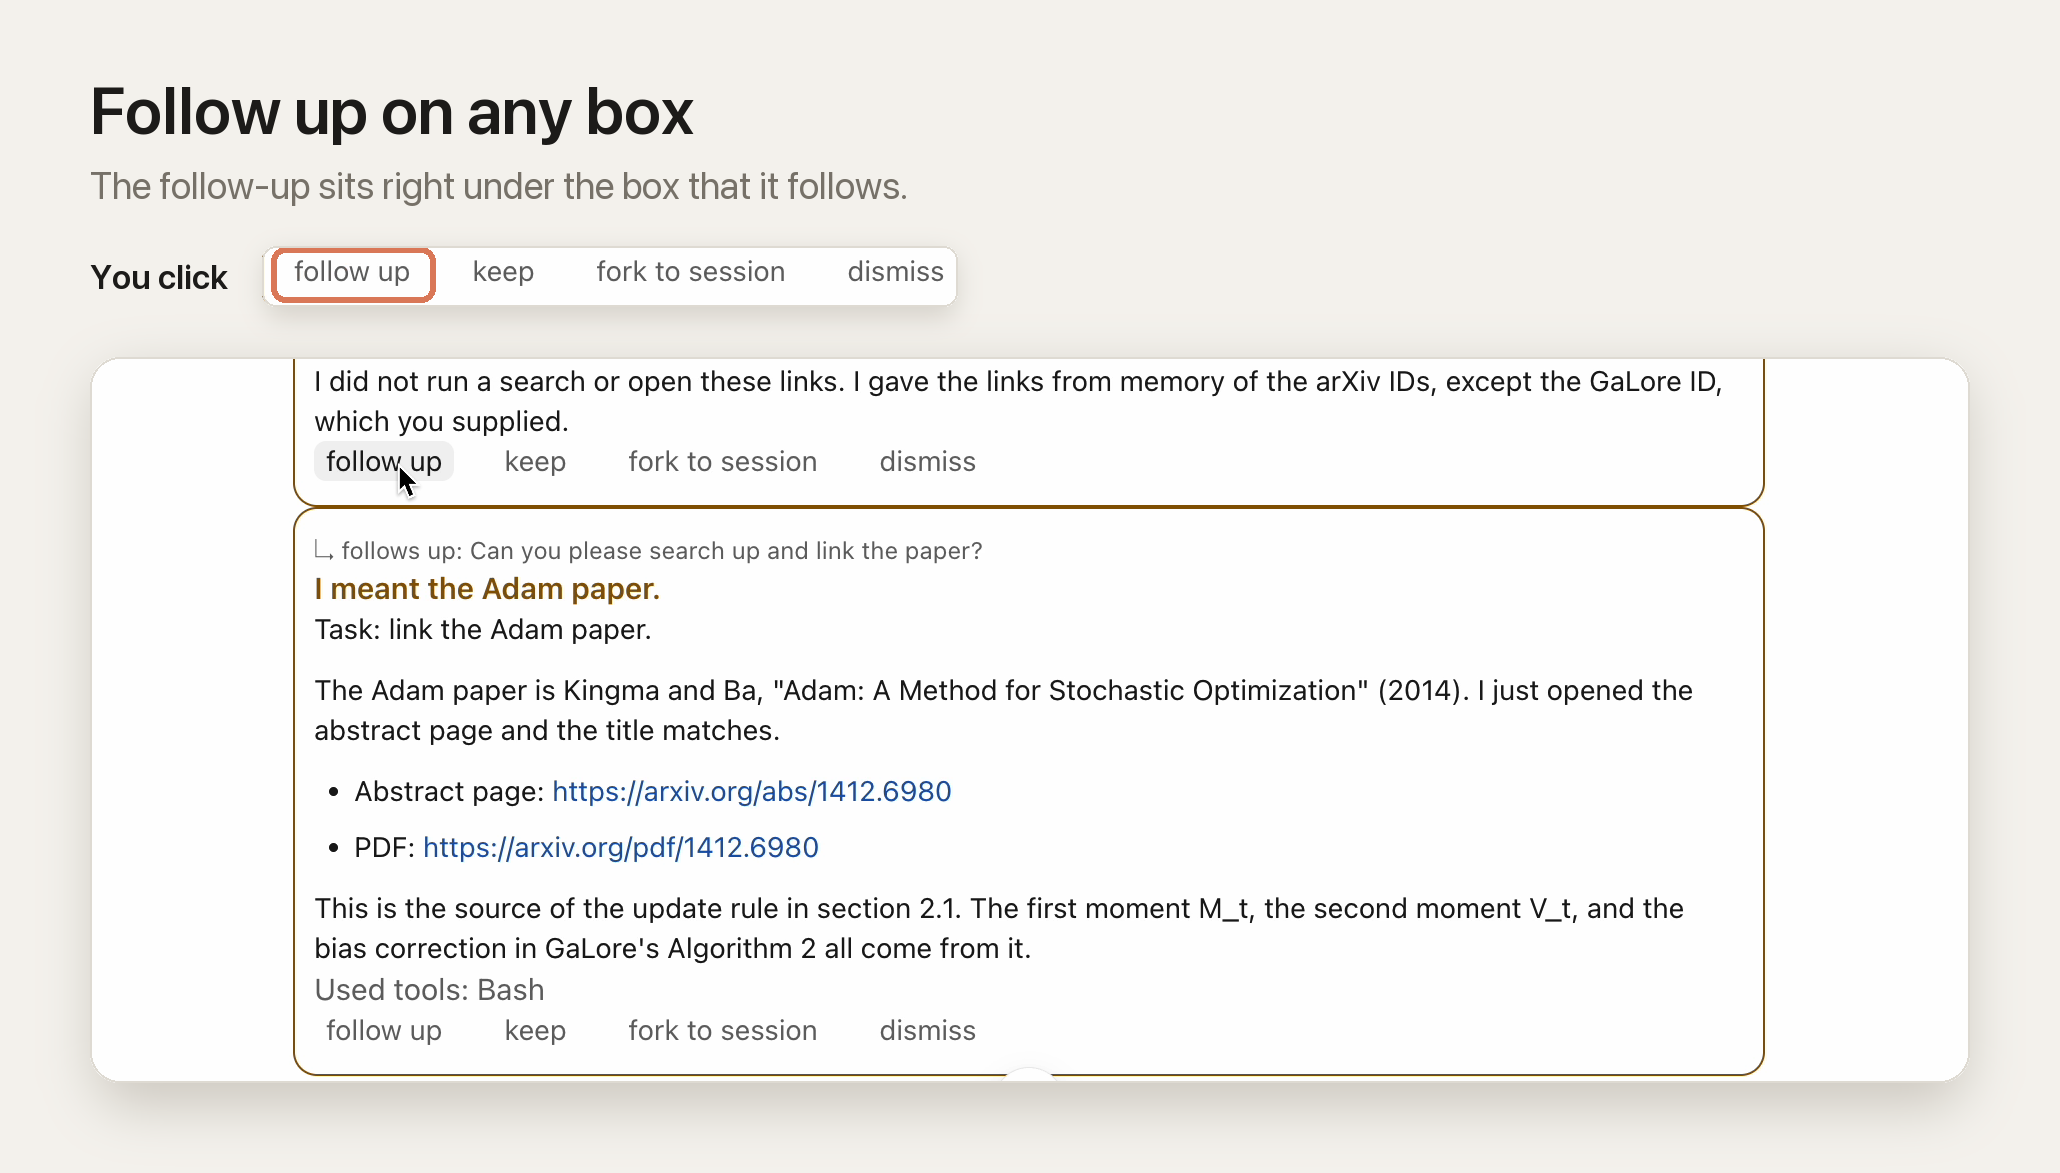 Follow up on any box
The follow-up sits right under the box that it follows.
You click
follow up keep fork to session dismiss
I did not run a search or open these links. I gave the links from memory of the arXiv IDs, except the GaLore ID,
which you supplied.
follow up keep fork to session dismiss
follows up: Can you please search up and link the paper?
I meant the Adam paper.
Task: link the Adam paper.
The Adam paper is Kingma and Ba, "Adam: A Method for Stochastic Optimization" (2014). I just opened the
abstract page and the title matches.
• Abstract page: https://arxiv.org/abs/1412.6980
• PDF: https://arxiv.org/pdf/1412.6980
This is the source of the update rule in section 2.1. The first moment M_t, the second moment V_t, and the
bias correction in GaLore's Algorithm 2 all come from it.
Used tools: Bash
follow up keep fork to session dismiss